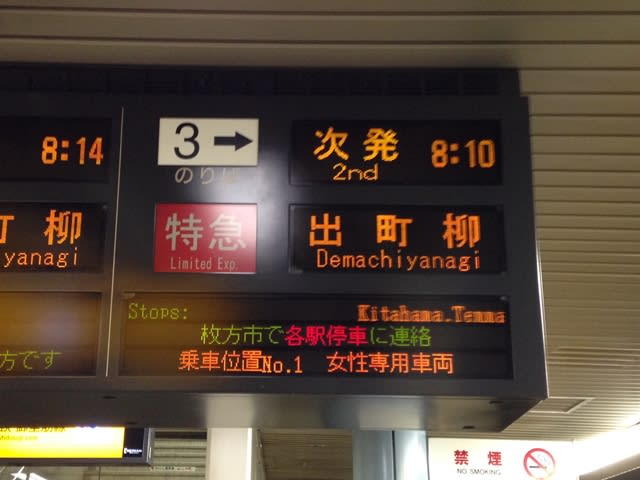 8:14
町 柳
yanagi
方です
3 →
のりば
次発 8:10
2nd
特急
Limited Exp.
出町柳
Demachiyanagi
Stops: Kitahama.Temma
枚方市で各駅停車に連絡
乗車位置No.1 女性専用車両
禁煙
NO SMOKING